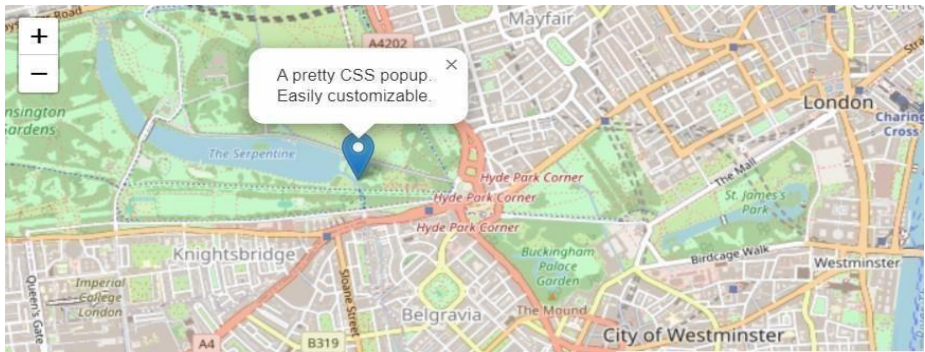 Mayfair
+
A4202
A pretty CSS popup.
Easily customizable.
×
−
London
Charing
Cross
Gardens
The Serpentine
The Mall
Hyde Park Corner
Hyde Park Corner
Hyde Park Corner
St. James's
Park
Knightsbridge
Buckingham
Palace
Garden
Birdcage Walk
Westminster
Queen's Gate
Imperial
College
London
Sloane Street
Belgravia
The Mound
City of Westminster
A4
B319